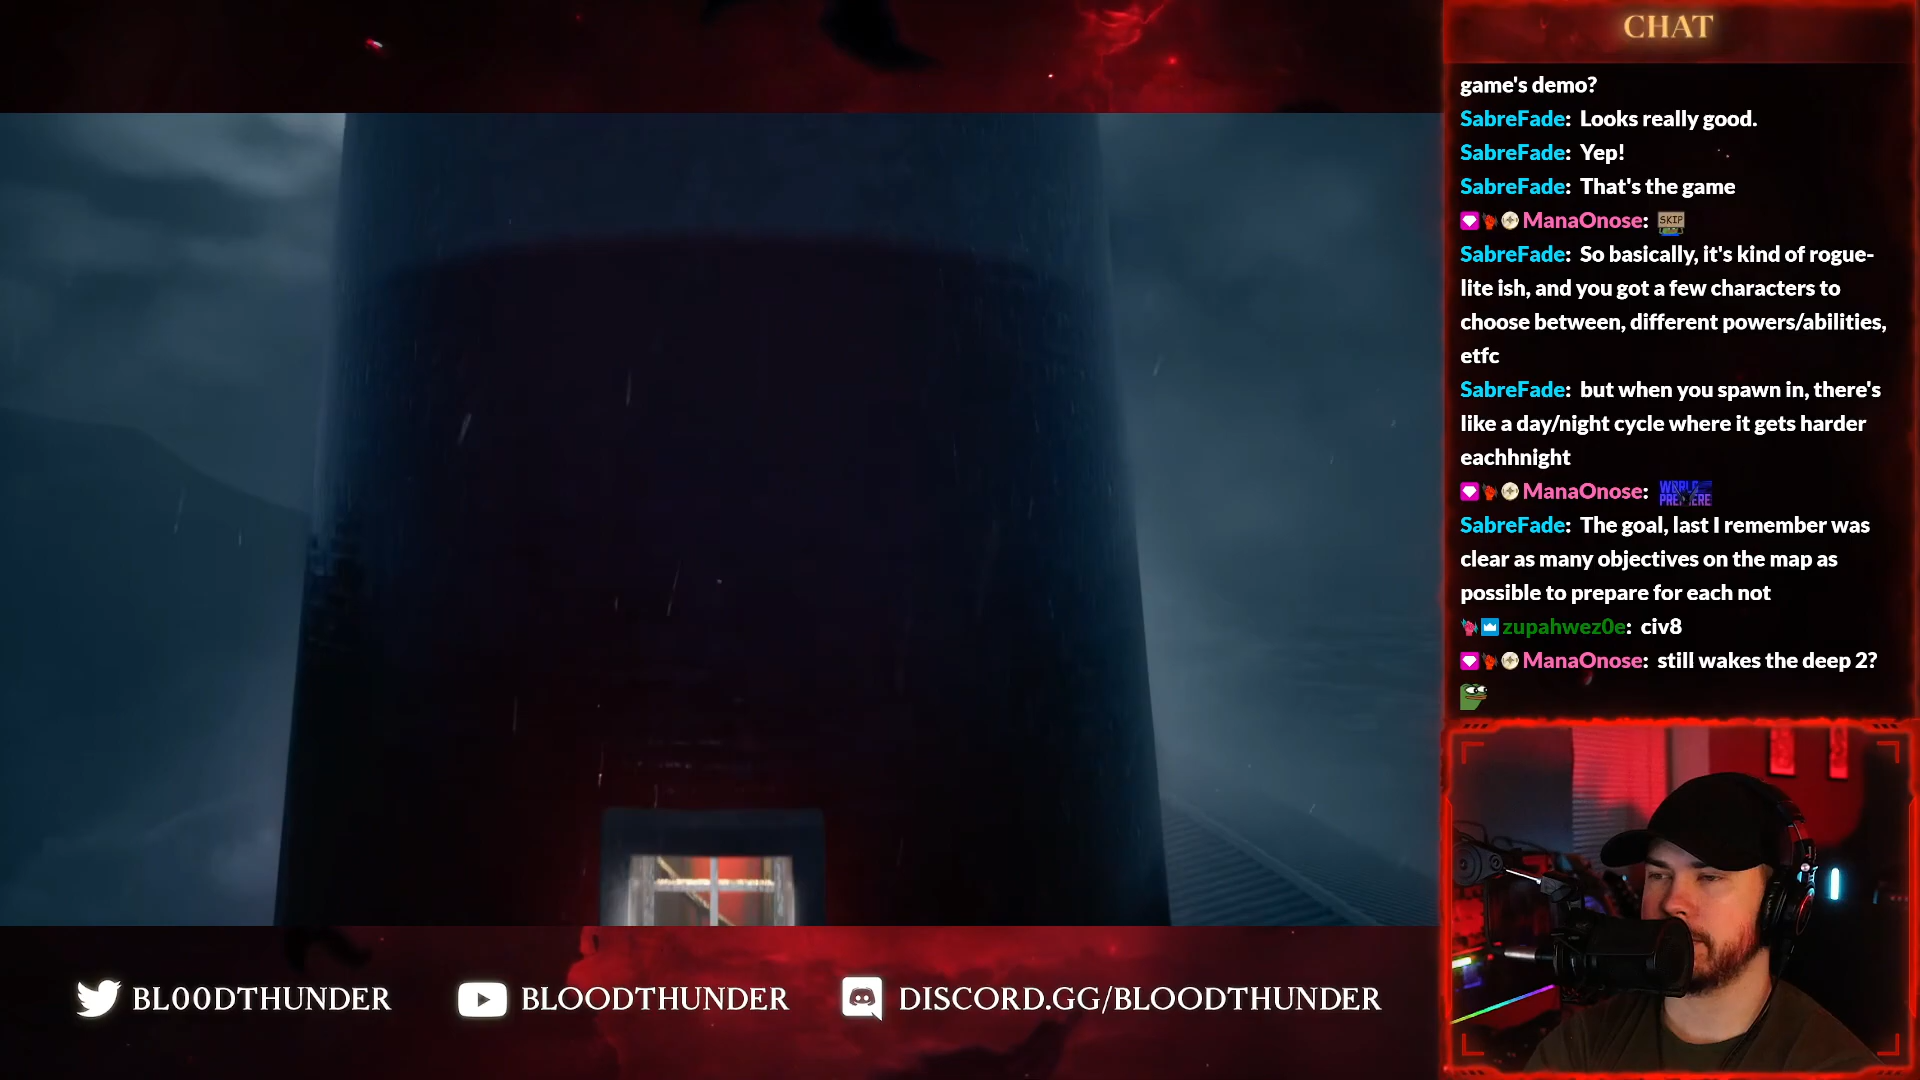 CHAT
game's demo?
SabreFade: Looks really good.
SabreFade: Yep!
SabreFade: That's the game
ManaOnose: SKIP
SabreFade: So basically, it's kind of rogue-
lite ish, and you got a few characters to
choose between, different powers/abilities,
etfc
SabreFade: but when you spawn in, there's
like a day/night cycle where it gets harder
eachhnight
ManaOnose: WORLD PREMIERE
SabreFade: The goal, last I remember was
clear as many objectives on the map as
possible to prepare for each not
zupahwez0e: civ8
ManaOnose: still wakes the deep 2?
BL00DTHUNDER
BLOODTHUNDER
DISCORD.GG/BLOODTHUNDER